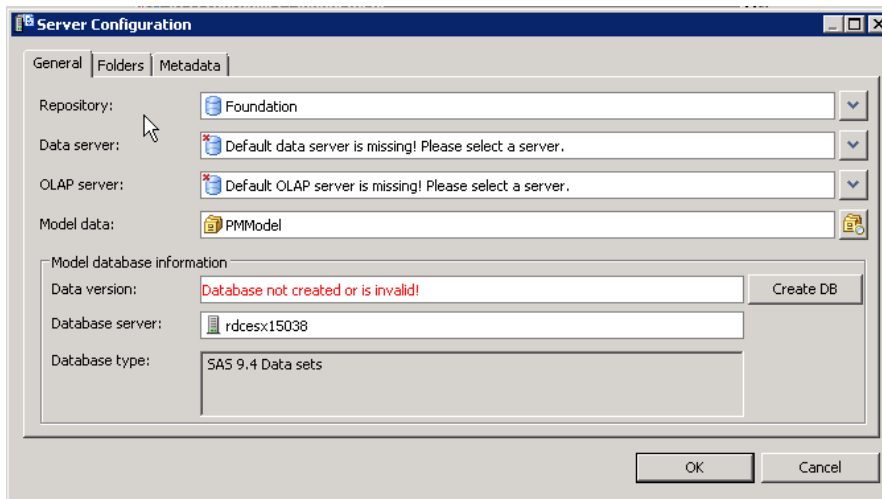 Server Configuration
General Folders Metadata
Repository: Foundation
Data server: Default data server is missing! Please select a server.
OLAP server: Default OLAP server is missing! Please select a server.
Model data: PMModel
Model database information
Data version: Database not created or is invalid! Create DB
Database server: rdcesx15038
Database type: SAS 9.4 Data sets
OK Cancel